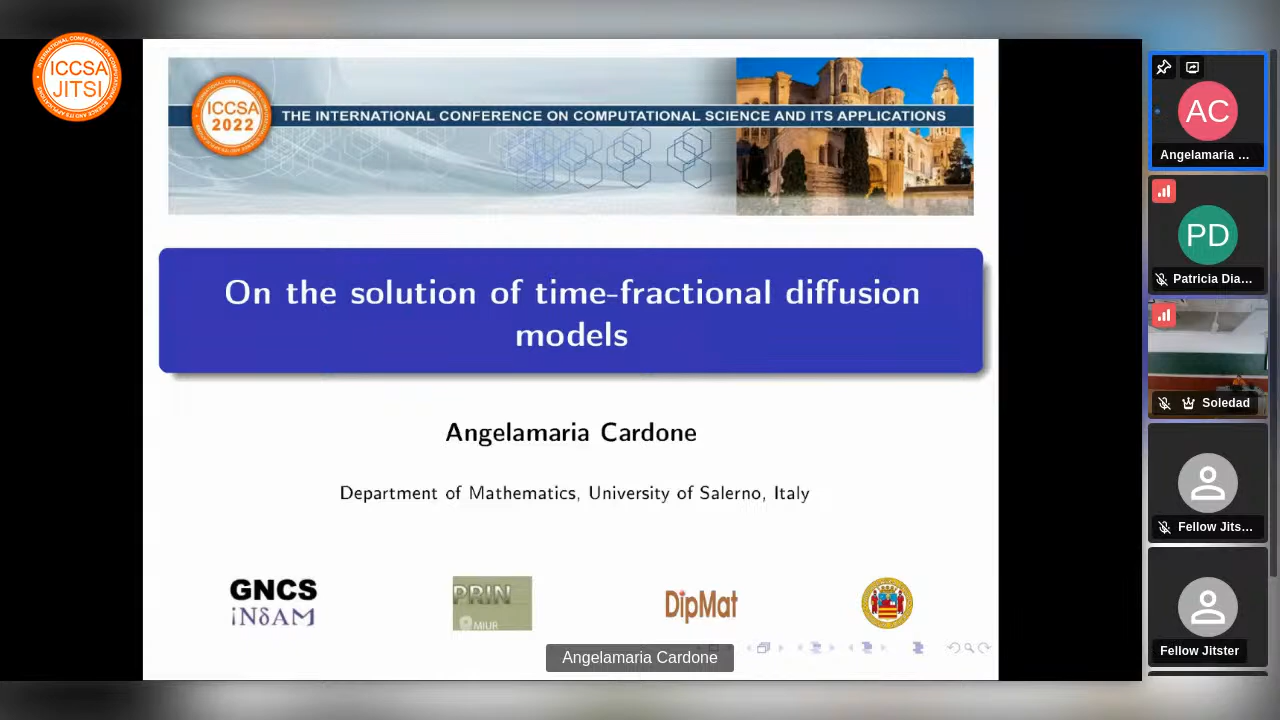 ICCSA
JITSI
ICCSA
2022
THE INTERNATIONAL CONFERENCE ON COMPUTATIONAL SCIENCE AND ITS APPLICATIONS
On the solution of time-fractional diffusion
models
Angelamaria Cardone
Department of Mathematics, University of Salerno, Italy
GNCS
iNδAM
PRIN
MIUR
DipMat
Angelamaria Cardone
AC
Angelamaria ...
PD
Patricia Dia...
Soledad
Fellow Jits...
Fellow Jitster